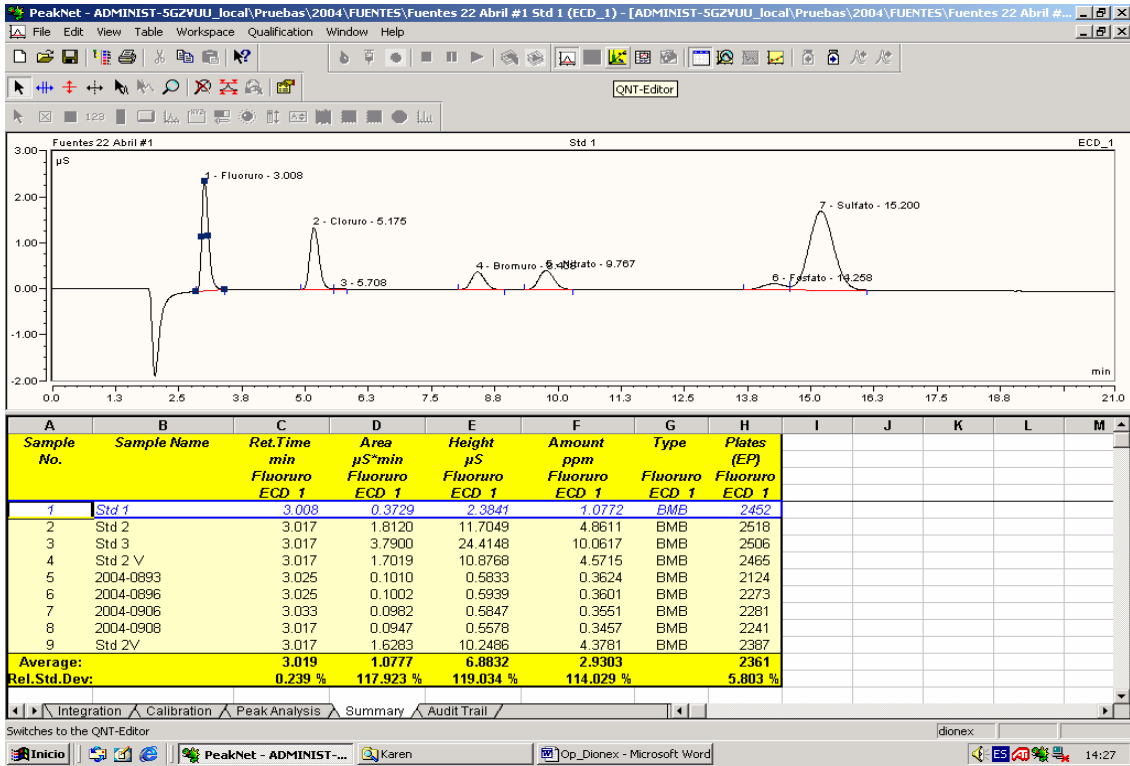 PeakNet - ADMINIST-5GZVUU_local\Pruebas\2004\FUENTES\Fuentes 22 Abril #1 Std 1 (ECD_1) - [ADMINIST-5GZVUU_local\Pruebas\2004\FUENTES\Fuentes 22 Abril #...
File Edit View Table Workspace Qualification Window Help
QNT-Editor
123
Fuentes 22 Abril #1 Std 1 ECD_1
3.00
µS
1 - Fluoruro - 3.008
2.00
7 - Sulfato - 15.200
2 - Cloruro - 5.175
1.00
4 - Bromuro - Nitrato - 9.767
3 - 5.708
6 - Fosfato - 14.258
0.00
-1.00
-2.00
min
0.0 1.3 2.5 3.8 5.0 6.3 7.5 8.8 10.0 11.3 12.5 13.8 15.0 16.3 17.5 18.8 21.0
A B C D E F G H I J K L M
Sample Sample Name Ret.Time Area Height Amount Type Plates
No. min µS*min µS ppm (EP)
Fluoruro Fluoruro Fluoruro Fluoruro Fluoruro Fluoruro
ECD_1 ECD_1 ECD_1 ECD_1 ECD_1 ECD_1
1 Std 1 3.008 0.3729 2.3841 1.0772 BMB 2452
2 Std 2 3.017 1.8120 11.7049 4.8611 BMB 2518
3 Std 3 3.017 3.7900 24.4148 10.0617 BMB 2506
4 Std 2 V 3.017 1.7019 10.8768 4.5715 BMB 2465
5 2004-0893 3.025 0.1010 0.5833 0.3624 BMB 2124
6 2004-0896 3.025 0.1002 0.5939 0.3601 BMB 2273
7 2004-0906 3.033 0.0982 0.5847 0.3551 BMB 2281
8 2004-0908 3.017 0.0947 0.5578 0.3457 BMB 2241
9 Std 2V 3.017 1.6283 10.2486 4.3781 BMB 2387
Average: 3.019 1.0777 6.8832 2.9303 2361
Rel.Std.Dev: 0.239 % 117.923 % 119.034 % 114.029 % 5.803 %
Integration Calibration Peak Analysis Summary Audit Trail
Switches to the QNT-Editor dionex
Inicio PeakNet - ADMINIST-... Karen Op_Dionex - Microsoft Word ES 14:27